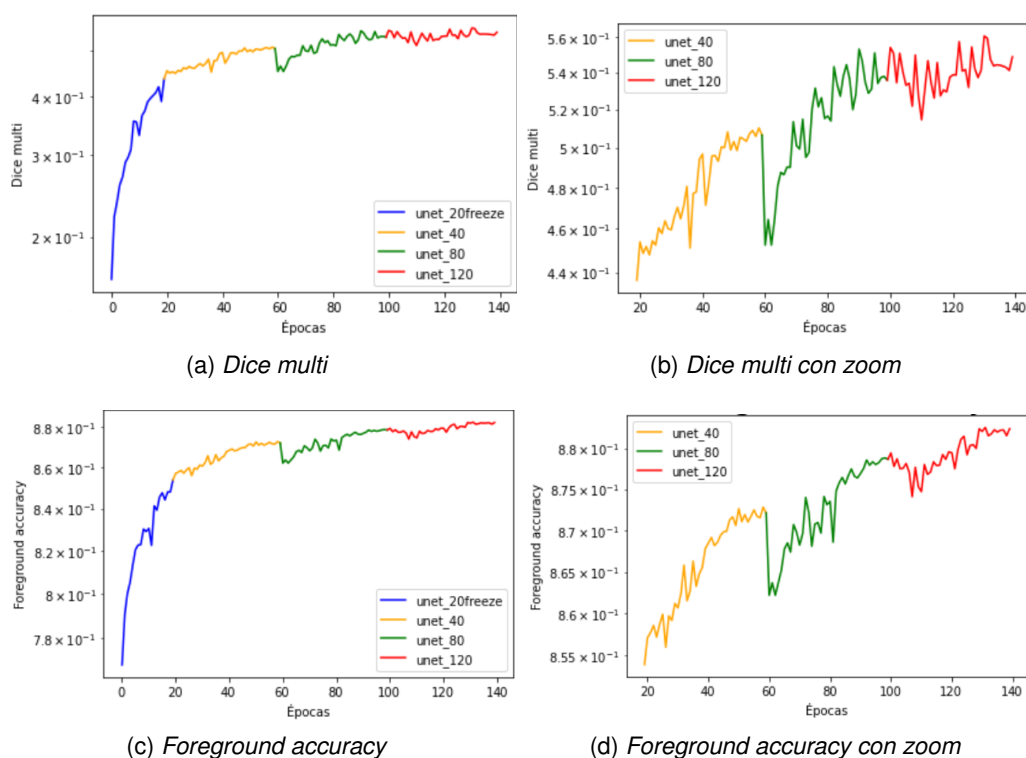 4 × 10⁻¹
3 × 10⁻¹
2 × 10⁻¹
Dice multi
unet_20freeze
unet_40
unet_80
unet_120
0 20 40 60 80 100 120 140
Épocas
(a) Dice multi
5.6 × 10⁻¹
5.4 × 10⁻¹
5.2 × 10⁻¹
5 × 10⁻¹
4.8 × 10⁻¹
4.6 × 10⁻¹
4.4 × 10⁻¹
Dice multi
unet_40
unet_80
unet_120
20 40 60 80 100 120 140
Épocas
(b) Dice multi con zoom
8.8 × 10⁻¹
8.6 × 10⁻¹
8.4 × 10⁻¹
8.2 × 10⁻¹
8 × 10⁻¹
7.8 × 10⁻¹
Foreground accuracy
unet_20freeze
unet_40
unet_80
unet_120
0 20 40 60 80 100 120 140
Épocas
(c) Foreground accuracy
8.8 × 10⁻¹
8.75 × 10⁻¹
8.7 × 10⁻¹
8.65 × 10⁻¹
8.6 × 10⁻¹
8.55 × 10⁻¹
Foreground accuracy
unet_40
unet_80
unet_120
20 40 60 80 100 120 140
Épocas
(d) Foreground accuracy con zoom